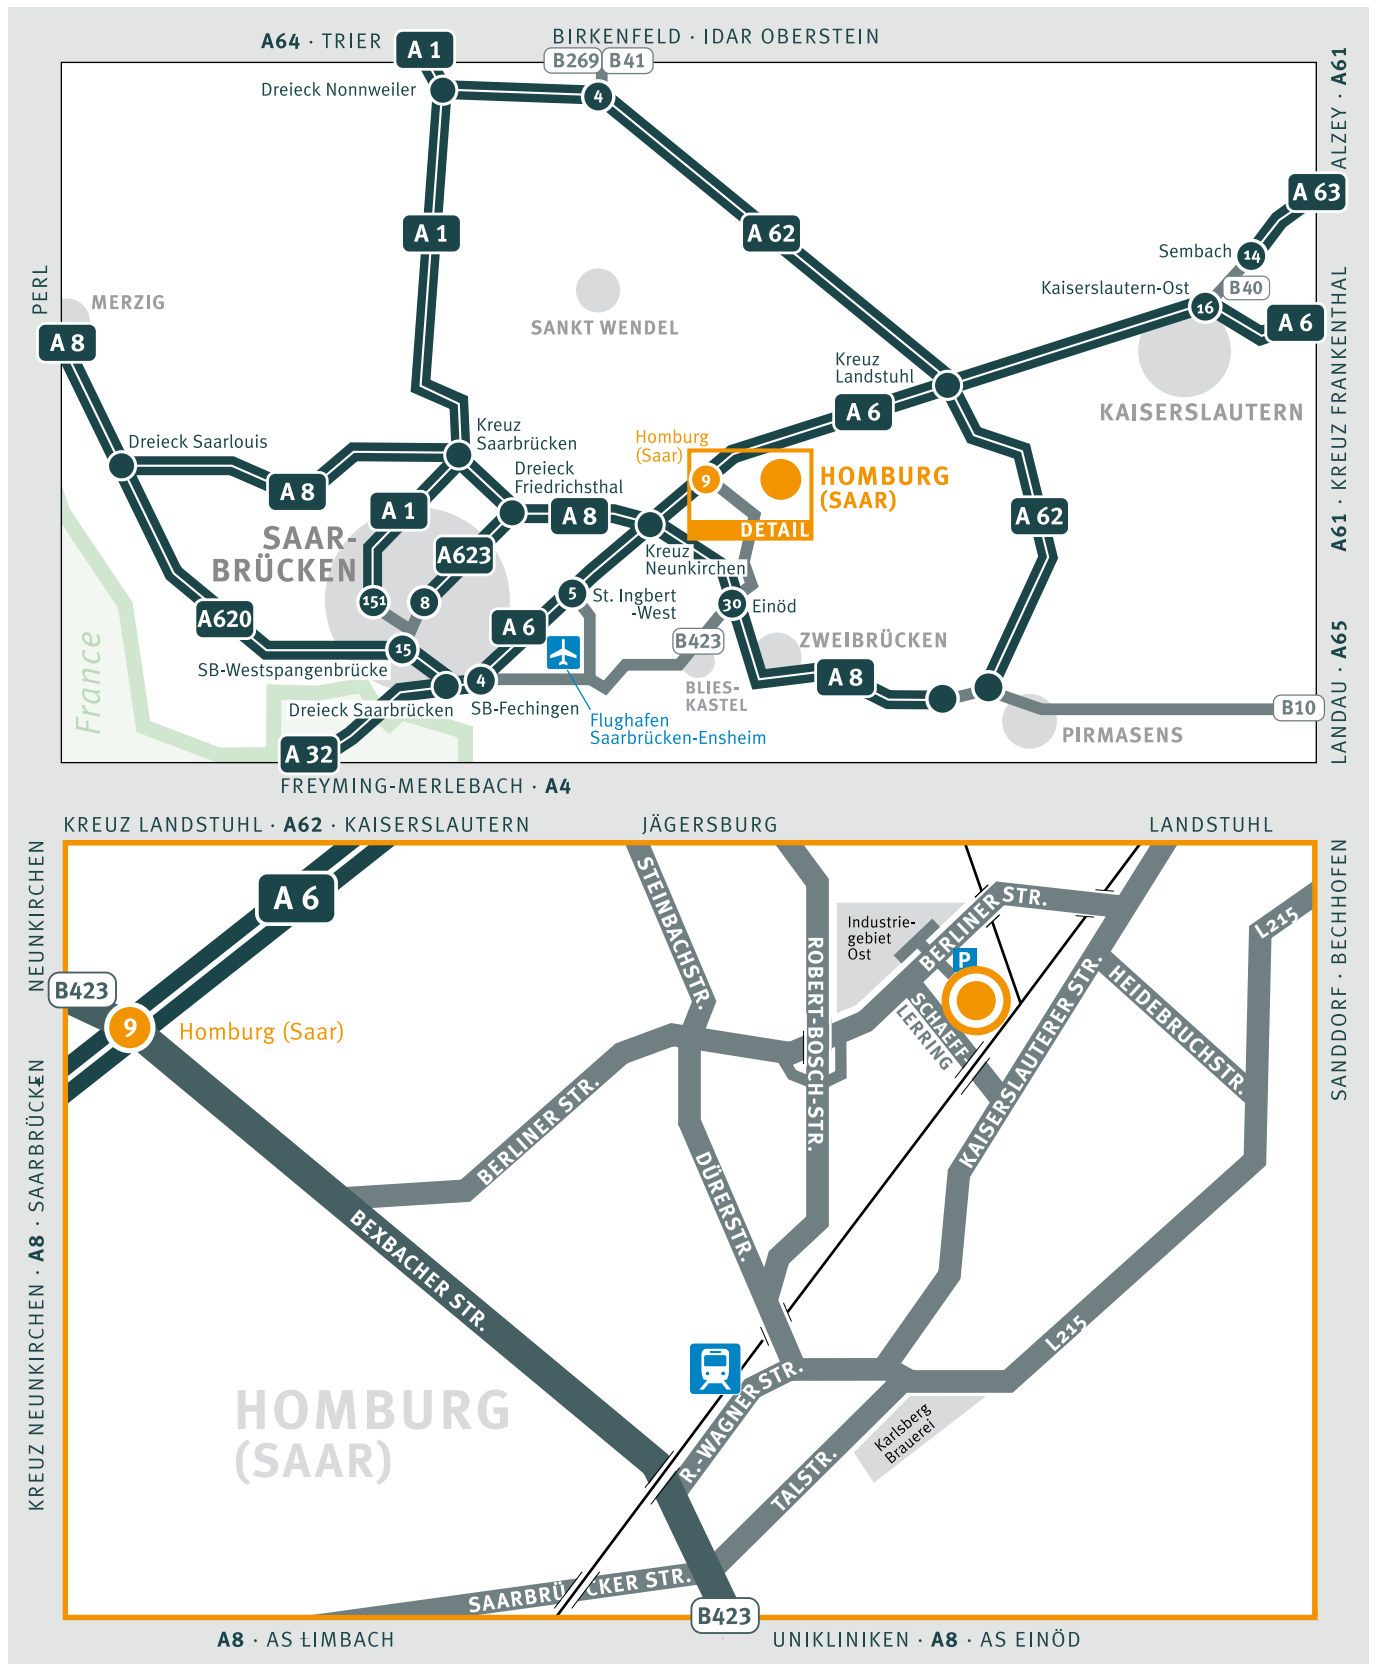 A64 · TRIER
A 1
BIRKENFELD · IDAR OBERSTEIN
B269
B41
Dreieck Nonnweiler
4
ALZEY · A61
A 63
A 1
A 62
Sembach
14
Kaiserslautern-Ost
B40
16
PERL
MERZIG
SANKT WENDEL
A 6
A 8
Kreuz
Landstuhl
A61 · KREUZ FRANKENTHAL
A 6
KAISERSLAUTERN
Dreieck Saarlouis
Kreuz
Saarbrücken
Homburg
(Saar)
Dreieck
Friedrichsthal
9
HOMBURG
(SAAR)
A 8
A 1
A 8
A 62
DETAIL
SAAR-
BRÜCKEN
A623
Kreuz
Neunkirchen
151
8
5
St. Ingbert
-West
30
Einöd
A620
A 6
B423
ZWEIBRÜCKEN
15
SB-Westspangenbrücke
France
4
A 8
BLIES-
KASTEL
Dreieck Saarbrücken
SB-Fechingen
B10
LANDAU · A65
Flughafen
Saarbrücken-Ensheim
PIRMASENS
A 32
FREYMING-MERLEBACH · A4
KREUZ LANDSTUHL · A62 · KAISERSLAUTERN
JÄGERSBURG
LANDSTUHL
NEUNKIRCHEN
SANDDORF · BECHHOFEN
A 6
STEINBACHSTR.
BERLINER STR.
Industrie-
gebiet
Ost
L215
ROBERT-BOSCH-STR.
P
B423
9
Homburg (Saar)
SCHAEFF-
LERRING
KAISERSLAUTERER STR.
HEIDEBRUCHSTR.
BERLINER STR.
KREUZ NEUNKIRCHEN · A8 · SAARBRÜCKEN
DÜRERSTR.
BEXBACHER STR.
L215
R.-WAGNER STR.
HOMBURG
(SAAR)
Karlsberg
Brauerei
TALSTR.
SAARBRÜCKER STR.
B423
A8 · AS LIMBACH
UNIKLINIKEN · A8 · AS EINÖD